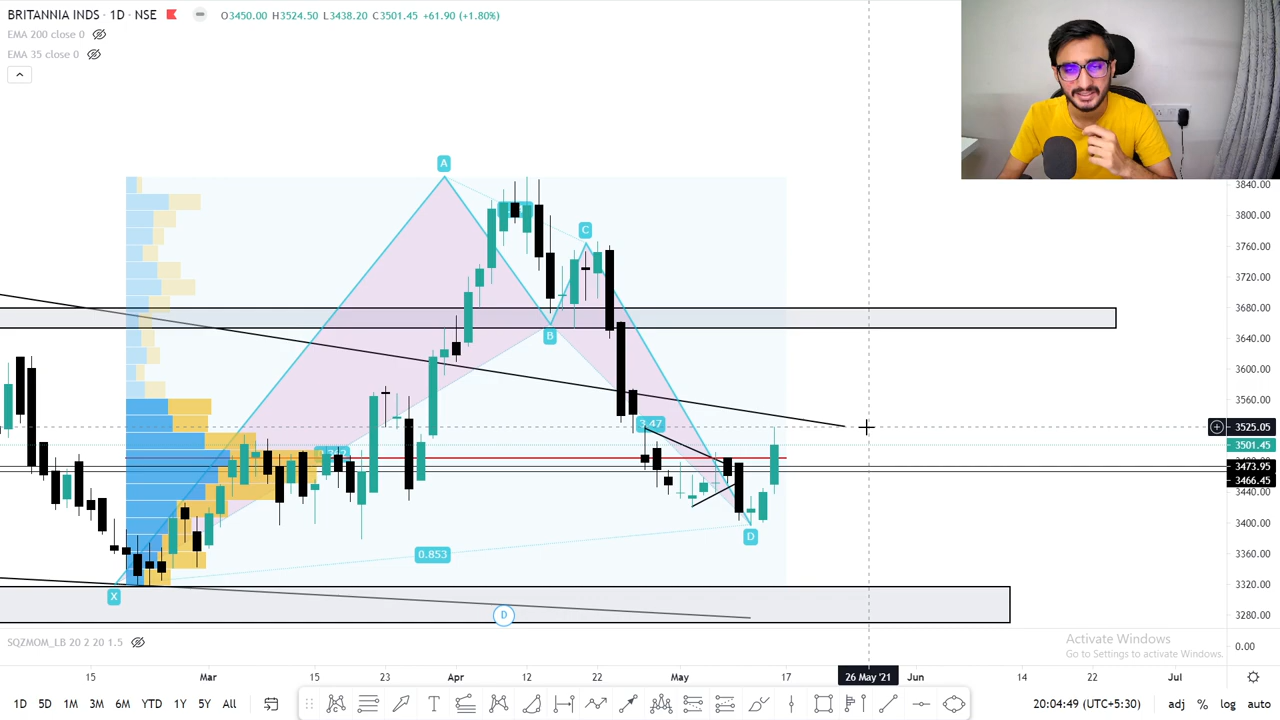 BRITANNIA INDS · 1D · NSE O3450.00 H3524.50 L3438.20 C3501.45 +61.90 (+1.80%)
EMA 200 close 0
EMA 35 close 0
A
C
B
3.47
D
0.853
X
D
3840.00
3800.00
3760.00
3720.00
3680.00
3640.00
3600.00
3560.00
3525.05
3501.45
3473.95
3466.45
3440.00
3400.00
3360.00
3320.00
3280.00
SQZMOM_LB 20 2 20 1.5
0.00
Activate Windows
Go to Settings to activate Windows.
15 Mar 15 23 Apr 12 22 May 17 26 May '21 Jun 14 22 Jul
1D 5D 1M 3M 6M YTD 1Y 5Y All
20:04:49 (UTC+5:30) adj % log auto